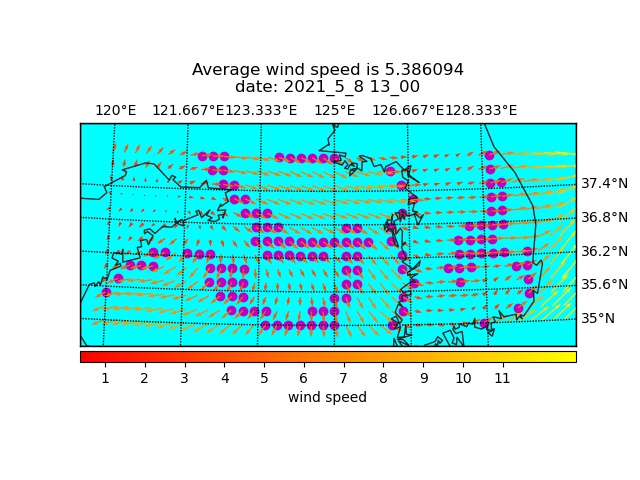 Average wind speed is 5.386094
date: 2021_5_8 13_00
120°E 121.667°E 123.333°E 125°E 126.667°E 128.333°E
37.4°N
36.8°N
36.2°N
35.6°N
35°N
1 2 3 4 5 6 7 8 9 10 11
wind speed